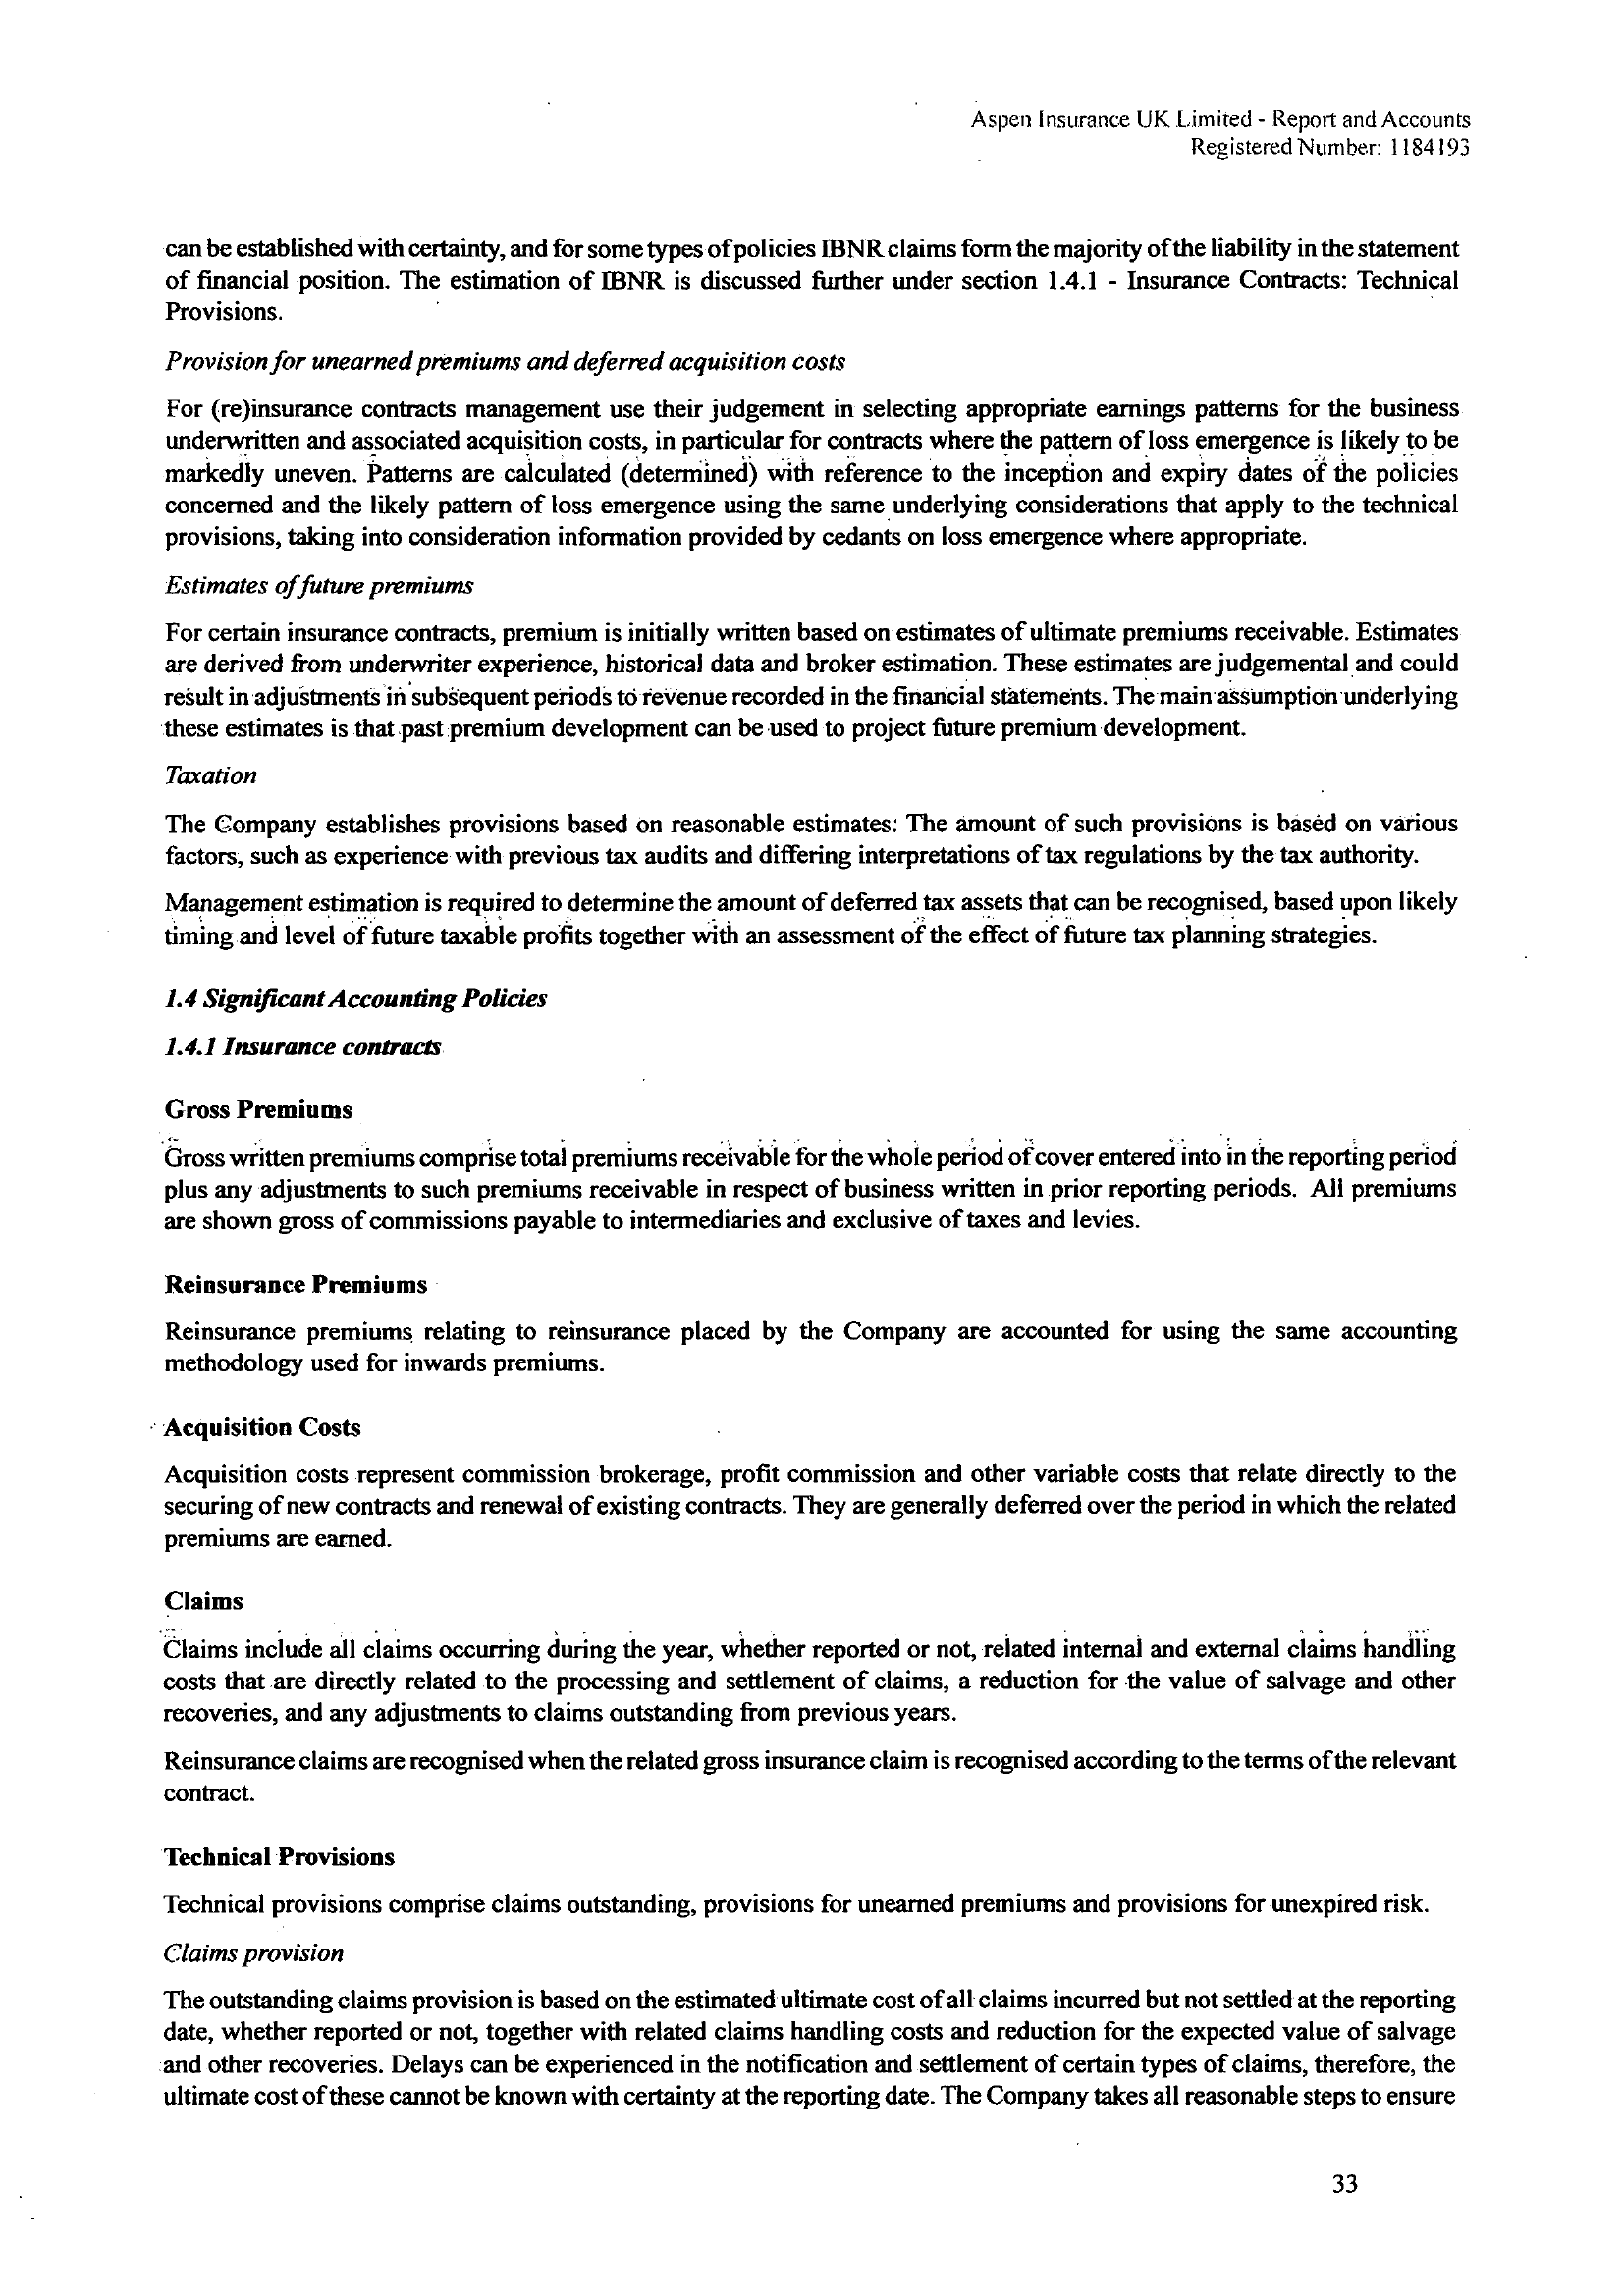 Aspen Insurance UK Limited - Report and Accounts
Registered Number: 1184193
can be established with certainty, and for some types of policies IBNR claims form the majority of the liability in the statement
of financial position. The estimation of IBNR is discussed further under section 1.4.1 - Insurance Contracts: Technical
Provisions.
Provision for unearned premiums and deferred acquisition costs
For (re)insurance contracts management use their judgement in selecting appropriate earnings patterns for the business
underwritten and associated acquisition costs, in particular for contracts where the pattern of loss emergence is likely to be
markedly uneven. Patterns are calculated (determined) with reference to the inception and expiry dates of the policies
concerned and the likely pattern of loss emergence using the same underlying considerations that apply to the technical
provisions, taking into consideration information provided by cedants on loss emergence where appropriate.
Estimates of future premiums
For certain insurance contracts, premium is initially written based on estimates of ultimate premiums receivable. Estimates
are derived from underwriter experience, historical data and broker estimation. These estimates are judgemental and could
result in adjustments in subsequent periods to revenue recorded in the financial statements. The main assumption underlying
these estimates is that past premium development can be used to project future premium development.
Taxation
The Company establishes provisions based on reasonable estimates: The amount of such provisions is based on various
factors, such as experience with previous tax audits and differing interpretations of tax regulations by the tax authority.
Management estimation is required to determine the amount of deferred tax assets that can be recognised, based upon likely
timing and level of future taxable profits together with an assessment of the effect of future tax planning strategies.
1.4 Significant Accounting Policies
1.4.1 Insurance contracts
Gross Premiums
Gross written premiums comprise total premiums receivable for the whole period of cover entered into in the reporting period
plus any adjustments to such premiums receivable in respect of business written in prior reporting periods. All premiums
are shown gross of commissions payable to intermediaries and exclusive of taxes and levies.
Reinsurance Premiums
Reinsurance premiums relating to reinsurance placed by the Company are accounted for using the same accounting
methodology used for inwards premiums.
Acquisition Costs
Acquisition costs represent commission brokerage, profit commission and other variable costs that relate directly to the
securing of new contracts and renewal of existing contracts. They are generally deferred over the period in which the related
premiums are earned.
Claims
Claims include all claims occurring during the year, whether reported or not, related internal and external claims handling
costs that are directly related to the processing and settlement of claims, a reduction for the value of salvage and other
recoveries, and any adjustments to claims outstanding from previous years.
Reinsurance claims are recognised when the related gross insurance claim is recognised according to the terms of the relevant
contract.
Technical Provisions
Technical provisions comprise claims outstanding, provisions for unearned premiums and provisions for unexpired risk.
Claims provision
The outstanding claims provision is based on the estimated ultimate cost of all claims incurred but not settled at the reporting
date, whether reported or not, together with related claims handling costs and reduction for the expected value of salvage
and other recoveries. Delays can be experienced in the notification and settlement of certain types of claims, therefore, the
ultimate cost of these cannot be known with certainty at the reporting date. The Company takes all reasonable steps to ensure
33